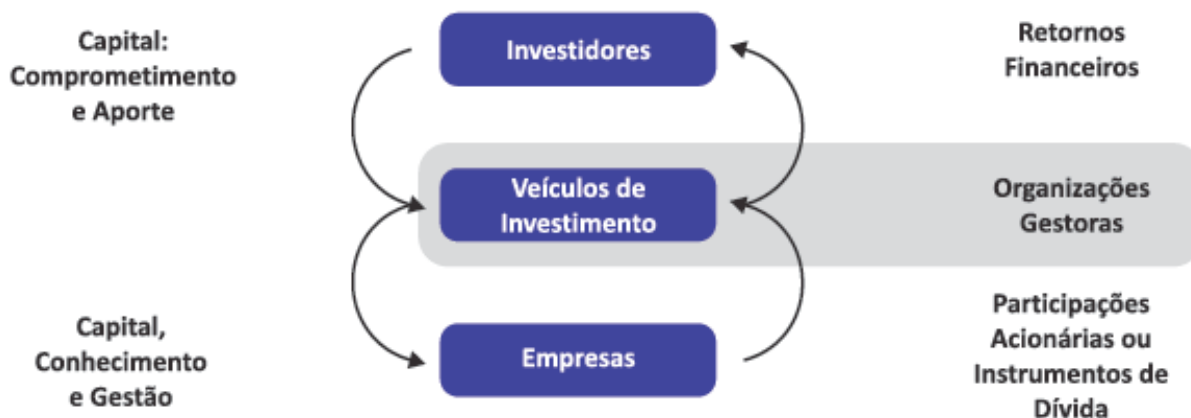 Capital:
Comprometimento
e Aporte
Investidores
Retornos
Financeiros
Veículos de
Investimento
Organizações
Gestoras
Capital,
Conhecimento
e Gestão
Empresas
Participações
Acionárias ou
Instrumentos de
Dívida